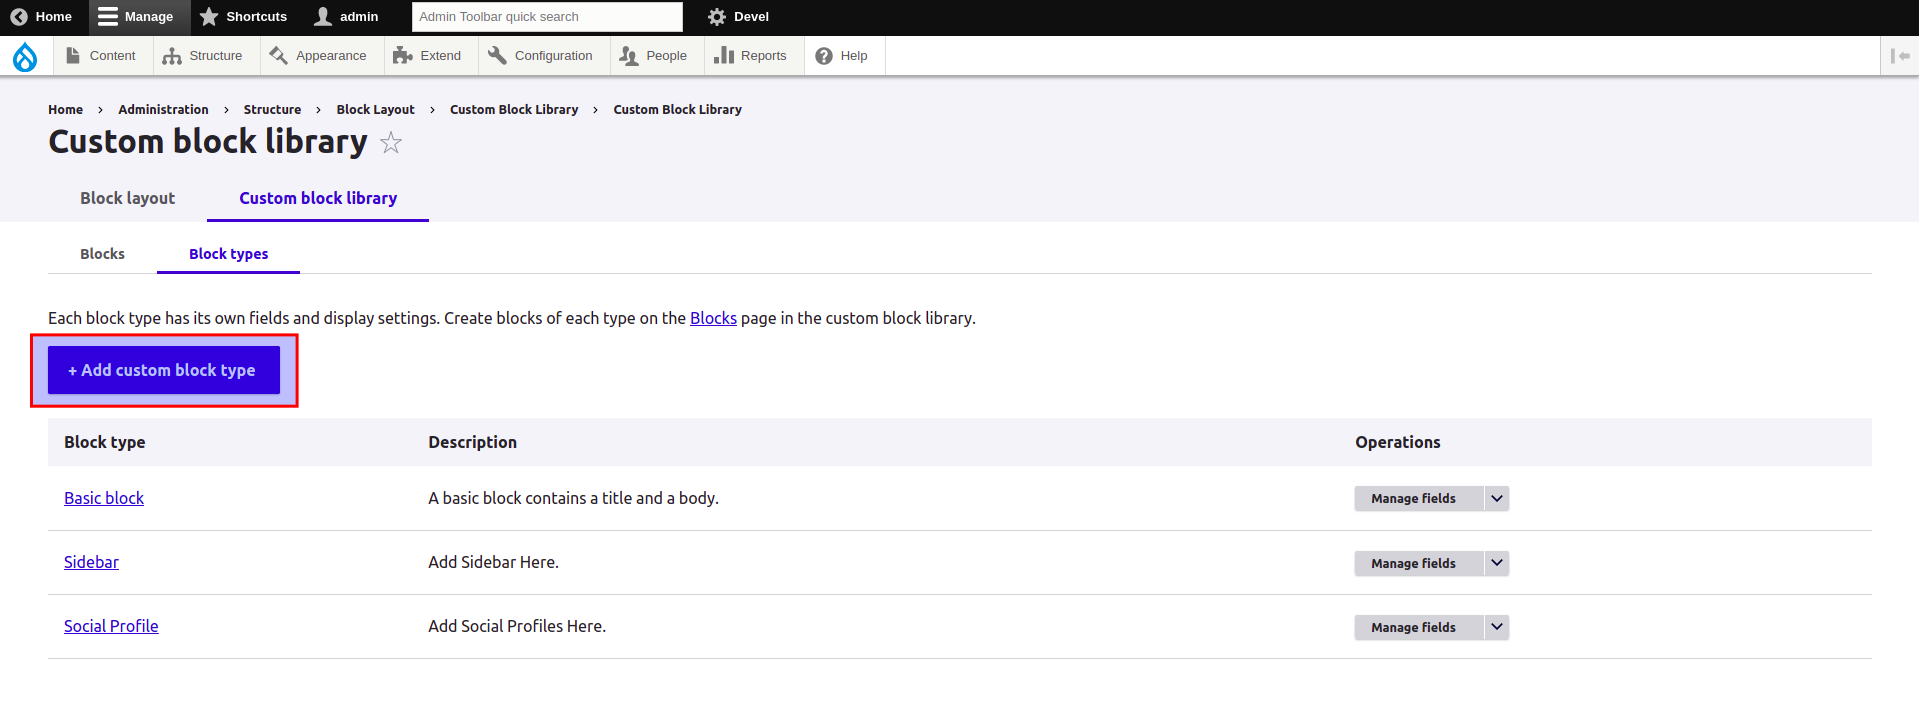 Home Manage Shortcuts admin Admin Toolbar quick search Devel
Content Structure Appearance Extend Configuration People Reports Help
Home › Administration › Structure › Block Layout › Custom Block Library › Custom Block Library
Custom block library
Block layout Custom block library
Blocks Block types
Each block type has its own fields and display settings. Create blocks of each type on the Blocks page in the custom block library.
+ Add custom block type
Block type Description Operations
Basic block A basic block contains a title and a body. Manage fields
Sidebar Add Sidebar Here. Manage fields
Social Profile Add Social Profiles Here. Manage fields